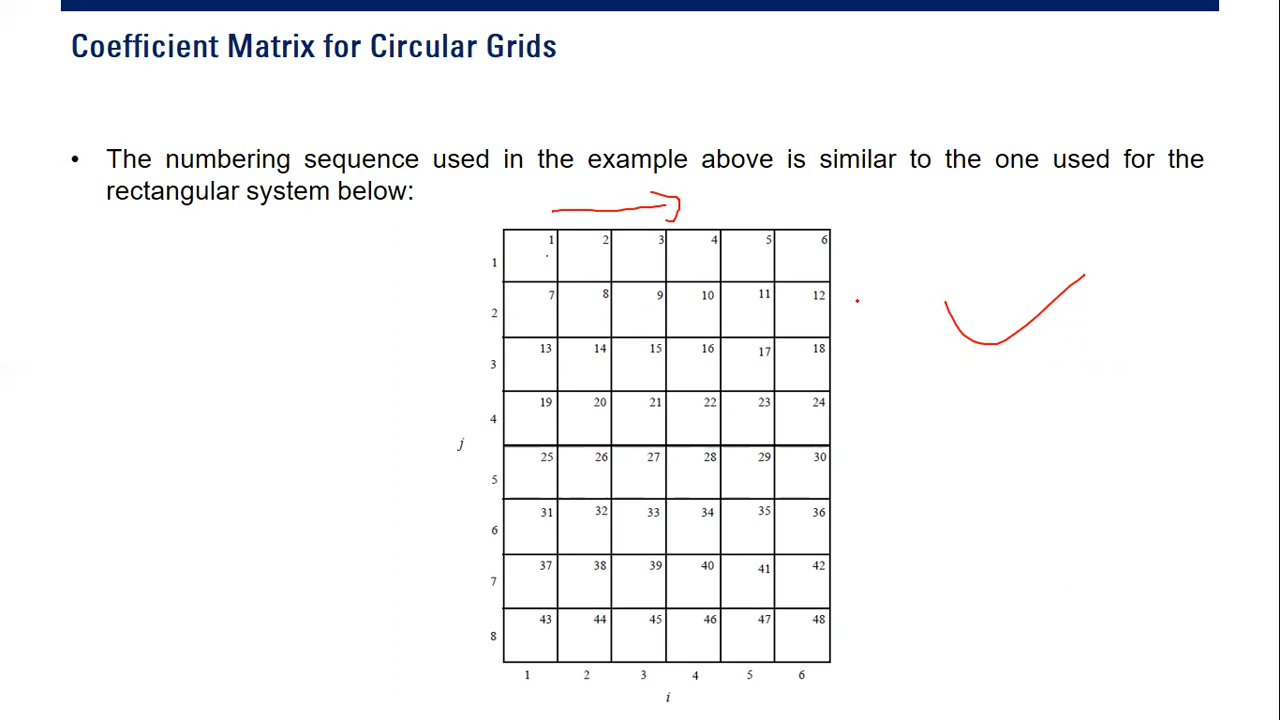 Coefficient Matrix for Circular Grids
• The numbering sequence used in the example above is similar to the one used for the
rectangular system below:
1 2 3 4 5 6
1
7 8 9 10 11 12
2
13 14 15 16 17 18
3
19 20 21 22 23 24
4
j
25 26 27 28 29 30
5
31 32 33 34 35 36
6
37 38 39 40 41 42
7
43 44 45 46 47 48
8
1 2 3 4 5 6
i